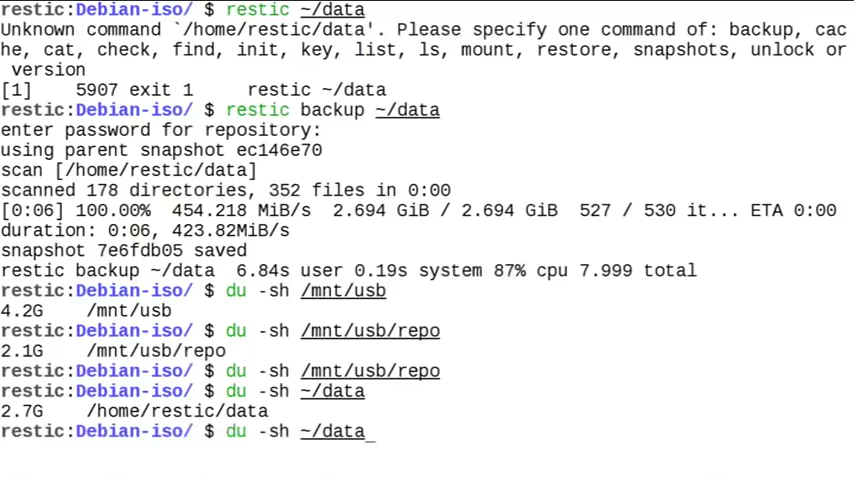 restic:Debian-iso/ $ restic ~/data
Unknown command `/home/restic/data'. Please specify one command of: backup, cac
he, cat, check, find, init, key, list, ls, mount, restore, snapshots, unlock or
 version
[1]    5907 exit 1     restic ~/data
restic:Debian-iso/ $ restic backup ~/data
enter password for repository:
using parent snapshot ec146e70
scan [/home/restic/data]
scanned 178 directories, 352 files in 0:00
[0:06] 100.00%  454.218 MiB/s  2.694 GiB / 2.694 GiB  527 / 530 it... ETA 0:00
duration: 0:06, 423.82MiB/s
snapshot 7e6fdb05 saved
restic backup ~/data  6.84s user 0.19s system 87% cpu 7.999 total
restic:Debian-iso/ $ du -sh /mnt/usb
4.2G    /mnt/usb
restic:Debian-iso/ $ du -sh /mnt/usb/repo
2.1G    /mnt/usb/repo
restic:Debian-iso/ $ du -sh /mnt/usb/repo
restic:Debian-iso/ $ du -sh ~/data
2.7G    /home/restic/data
restic:Debian-iso/ $ du -sh ~/data_